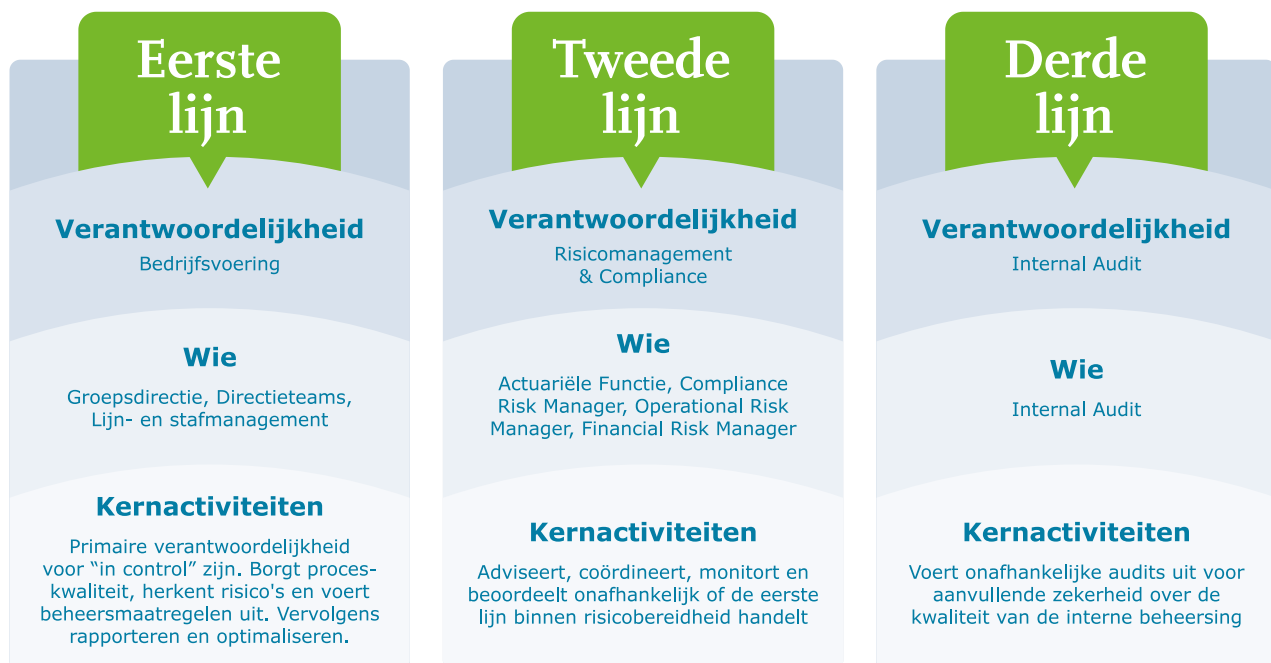 Eerste
lijn
Verantwoordelijkheid
Bedrijfsvoering
Wie
Groepsdirectie, Directieteams,
Lijn- en stafmanagement
Kernactiviteiten
Primaire verantwoordelijkheid
voor “in control” zijn. Borgt proces-
kwaliteit, herkent risico's en voert
beheersmaatregelen uit. Vervolgens
rapporteren en optimaliseren.
Tweede
lijn
Verantwoordelijkheid
Risicomanagement
& Compliance
Wie
Actuariële Functie, Compliance
Risk Manager, Operational Risk
Manager, Financial Risk Manager
Kernactiviteiten
Adviseert, coördineert, monitort en
beoordeelt onafhankelijk of de eerste
lijn binnen risicobereidheid handelt
Derde
lijn
Verantwoordelijkheid
Internal Audit
Wie
Internal Audit
Kernactiviteiten
Voert onafhankelijke audits uit voor
aanvullende zekerheid over de
kwaliteit van de interne beheersing